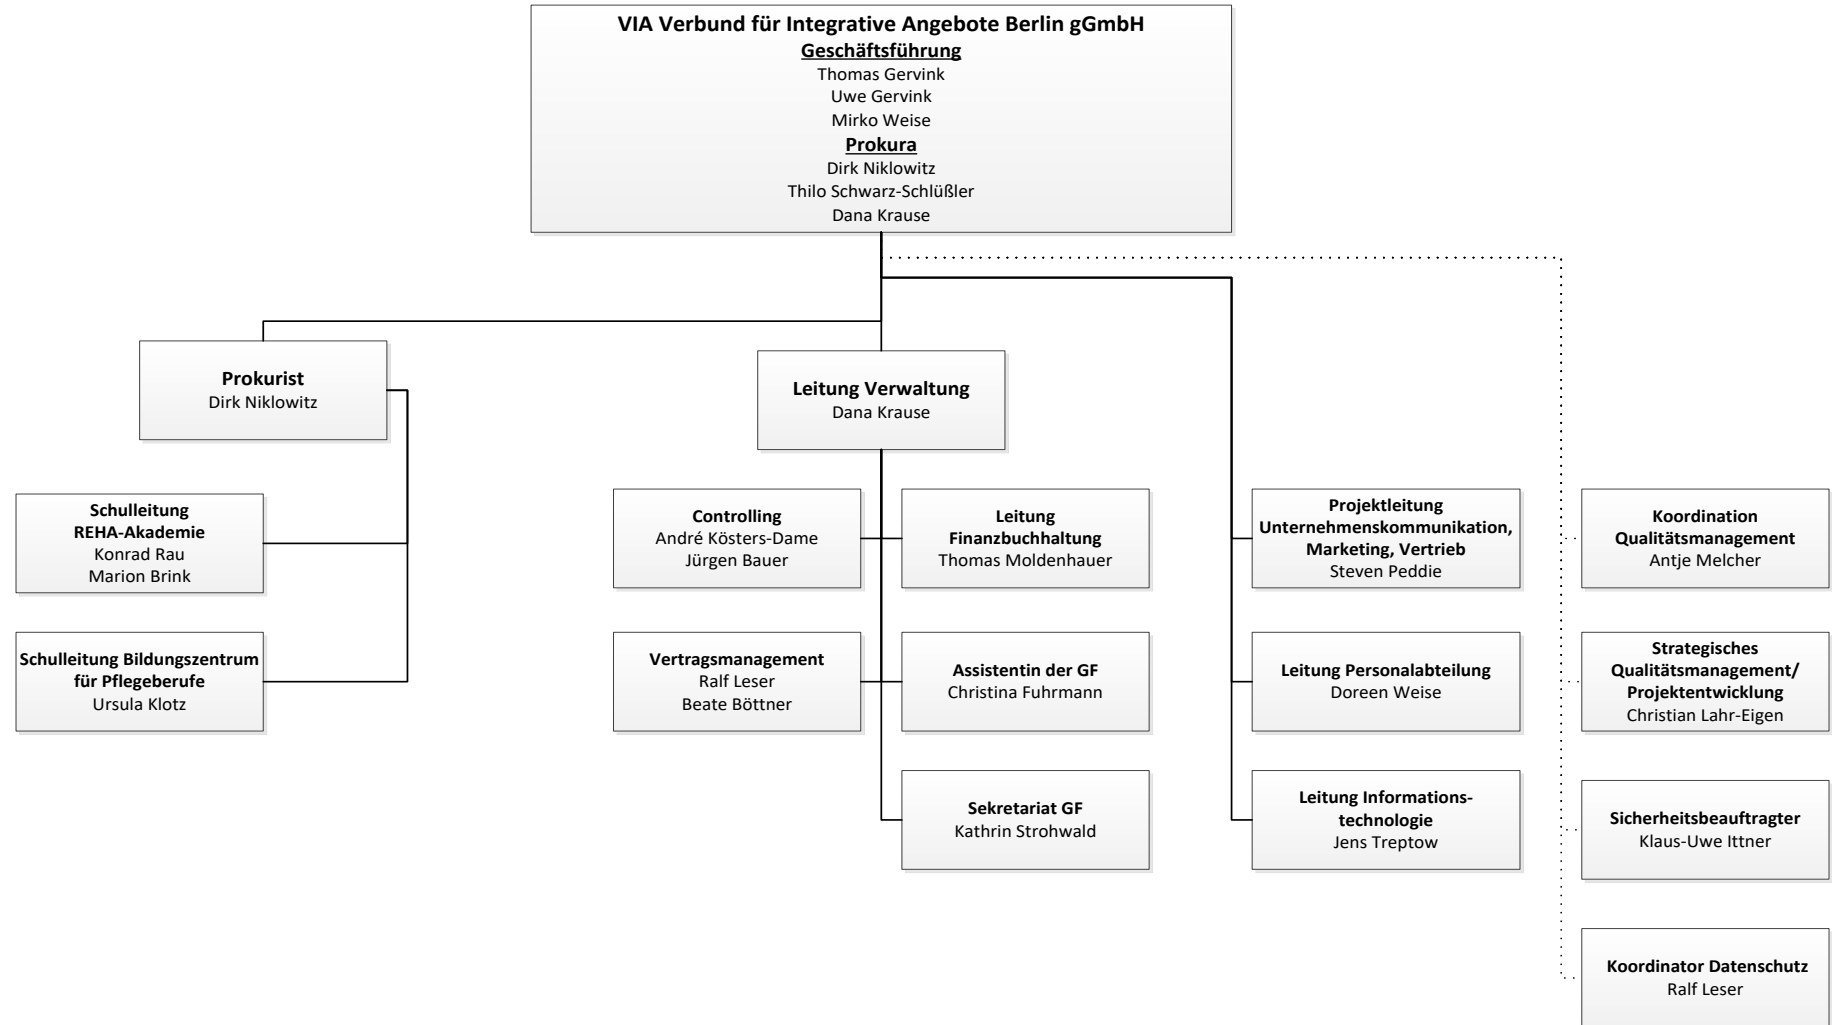 VIA Verbund für Integrative Angebote Berlin gGmbH
Geschäftsführung
Thomas Gervink
Uwe Gervink
Mirko Weise
Prokura
Dirk Niklowitz
Thilo Schwarz-Schlüßler
Dana Krause
Prokurist
Dirk Niklowitz
Leitung Verwaltung
Dana Krause
Schulleitung
REHA-Akademie
Konrad Rau
Marion Brink
Controlling
André Kösters-Dame
Jürgen Bauer
Leitung
Finanzbuchhaltung
Thomas Moldenhauer
Projektleitung
Unternehmenskommunikation,
Marketing, Vertrieb
Steven Peddie
Koordination
Qualitätsmanagement
Antje Melcher
Schulleitung Bildungszentrum
für Pflegeberufe
Ursula Klotz
Vertragsmanagement
Ralf Leser
Beate Böttner
Assistentin der GF
Christina Fuhrmann
Leitung Personalabteilung
Doreen Weise
Strategisches
Qualitätsmanagement/
Projektentwicklung
Christian Lahr-Eigen
Sekretariat GF
Kathrin Strohwald
Leitung Informations-
technologie
Jens Treptow
Sicherheitsbeauftragter
Klaus-Uwe Ittner
Koordinator Datenschutz
Ralf Leser